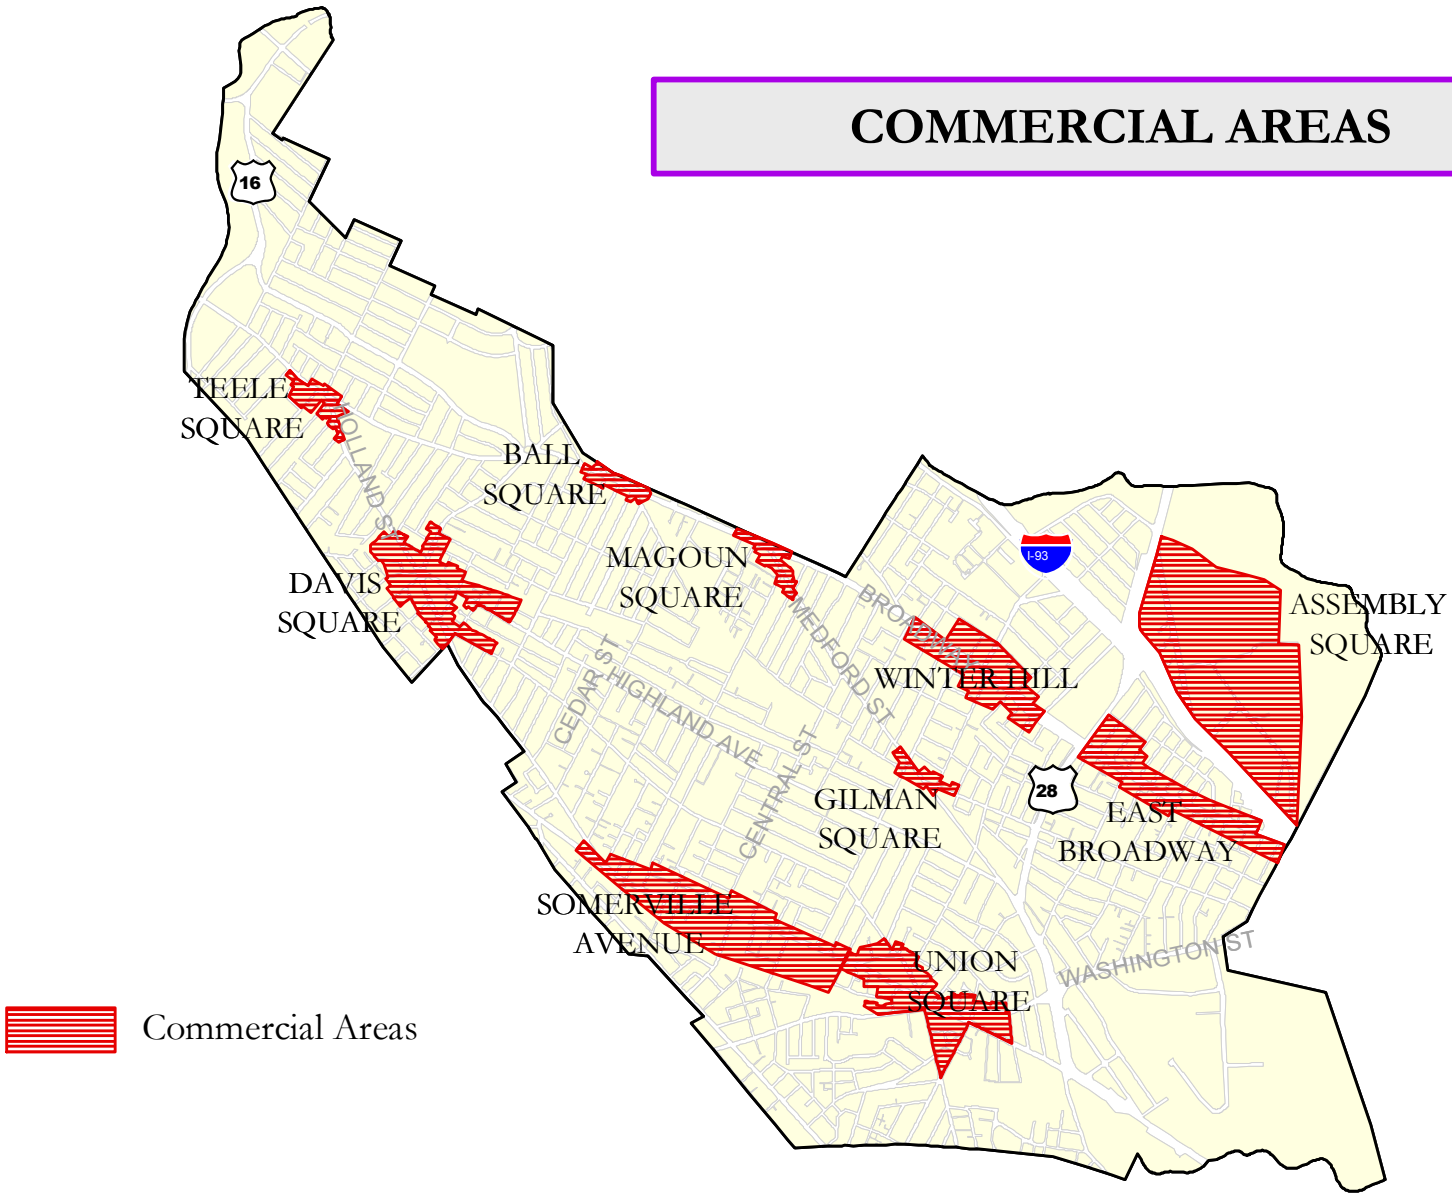 COMMERCIAL AREAS
16
TEELE
SQUARE
HOLLAND ST
BALL
SQUARE
DAVIS
SQUARE
MAGOUN
SQUARE
I-93
ASSEMBLY
SQUARE
BROADWAY
MEDFORD ST
WINTER HILL
CEDAR ST
HIGHLAND AVE
CENTRAL ST
28
GILMAN
SQUARE
EAST
BROADWAY
SOMERVILLE
AVENUE
UNION
SQUARE
WASHINGTON ST
Commercial Areas